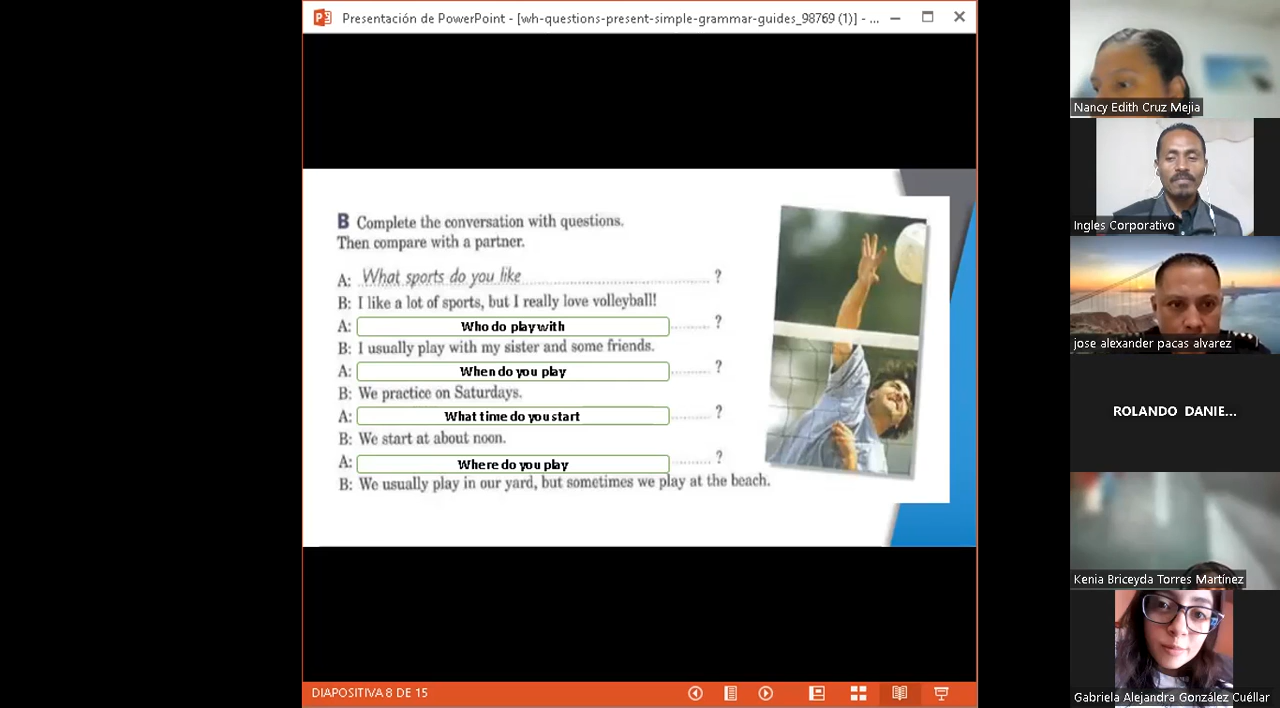 Presentación de PowerPoint - [wh-questions-present-simple-grammar-guides_98769 (1)] - ...
B Complete the conversation with questions.
Then compare with a partner.
A: What sports do you like ?
B: I like a lot of sports, but I really love volleyball!
A: Who do play with ?
B: I usually play with my sister and some friends.
A: When do you play ?
B: We practice on Saturdays.
A: What time do you start ?
B: We start at about noon.
A: Where do you play ?
B: We usually play in our yard, but sometimes we play at the beach.
DIAPOSITIVA 8 DE 15
Nancy Edith Cruz Mejia
Ingles Corporativo
jose alexander pacas alvarez
ROLANDO DANIE...
Kenia Briceyda Torres Martínez
Gabriela Alejandra González Cuéllar